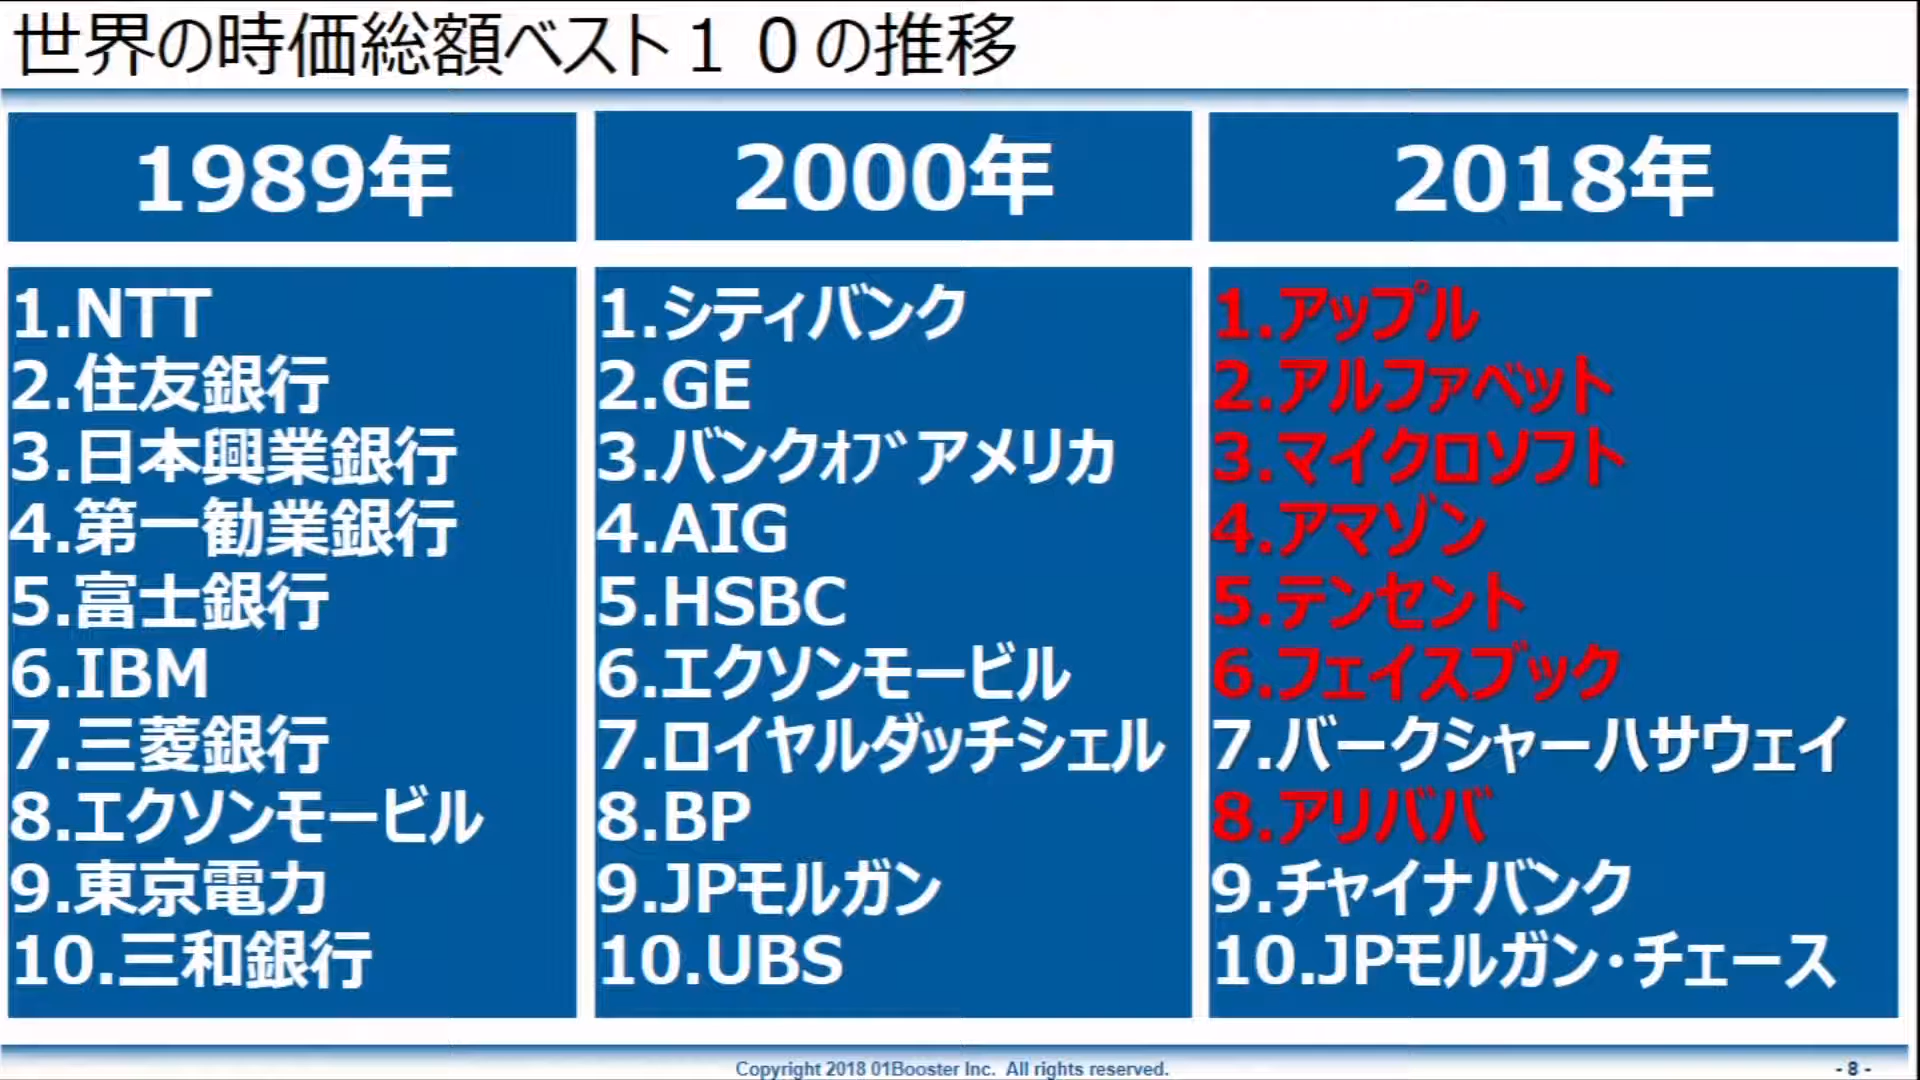 世界の時価総額ベスト１０の推移
1989年
1.NTT
2.住友銀行
3.日本興業銀行
4.第一勧業銀行
5.富士銀行
6.IBM
7.三菱銀行
8.エクソンモービル
9.東京電力
10.三和銀行
2000年
1.シティバンク
2.GE
3.バンクｵﾌﾞアメリカ
4.AIG
5.HSBC
6.エクソンモービル
7.ロイヤルダッチシェル
8.BP
9.JPモルガン
10.UBS
2018年
1.アップル
2.アルファベット
3.マイクロソフト
4.アマゾン
5.テンセント
6.フェイスブック
7.バークシャーハサウェイ
8.アリババ
9.チャイナバンク
10.JPモルガン・チェース
Copyright 2018 01Booster Inc. All rights reserved.
- 8 -